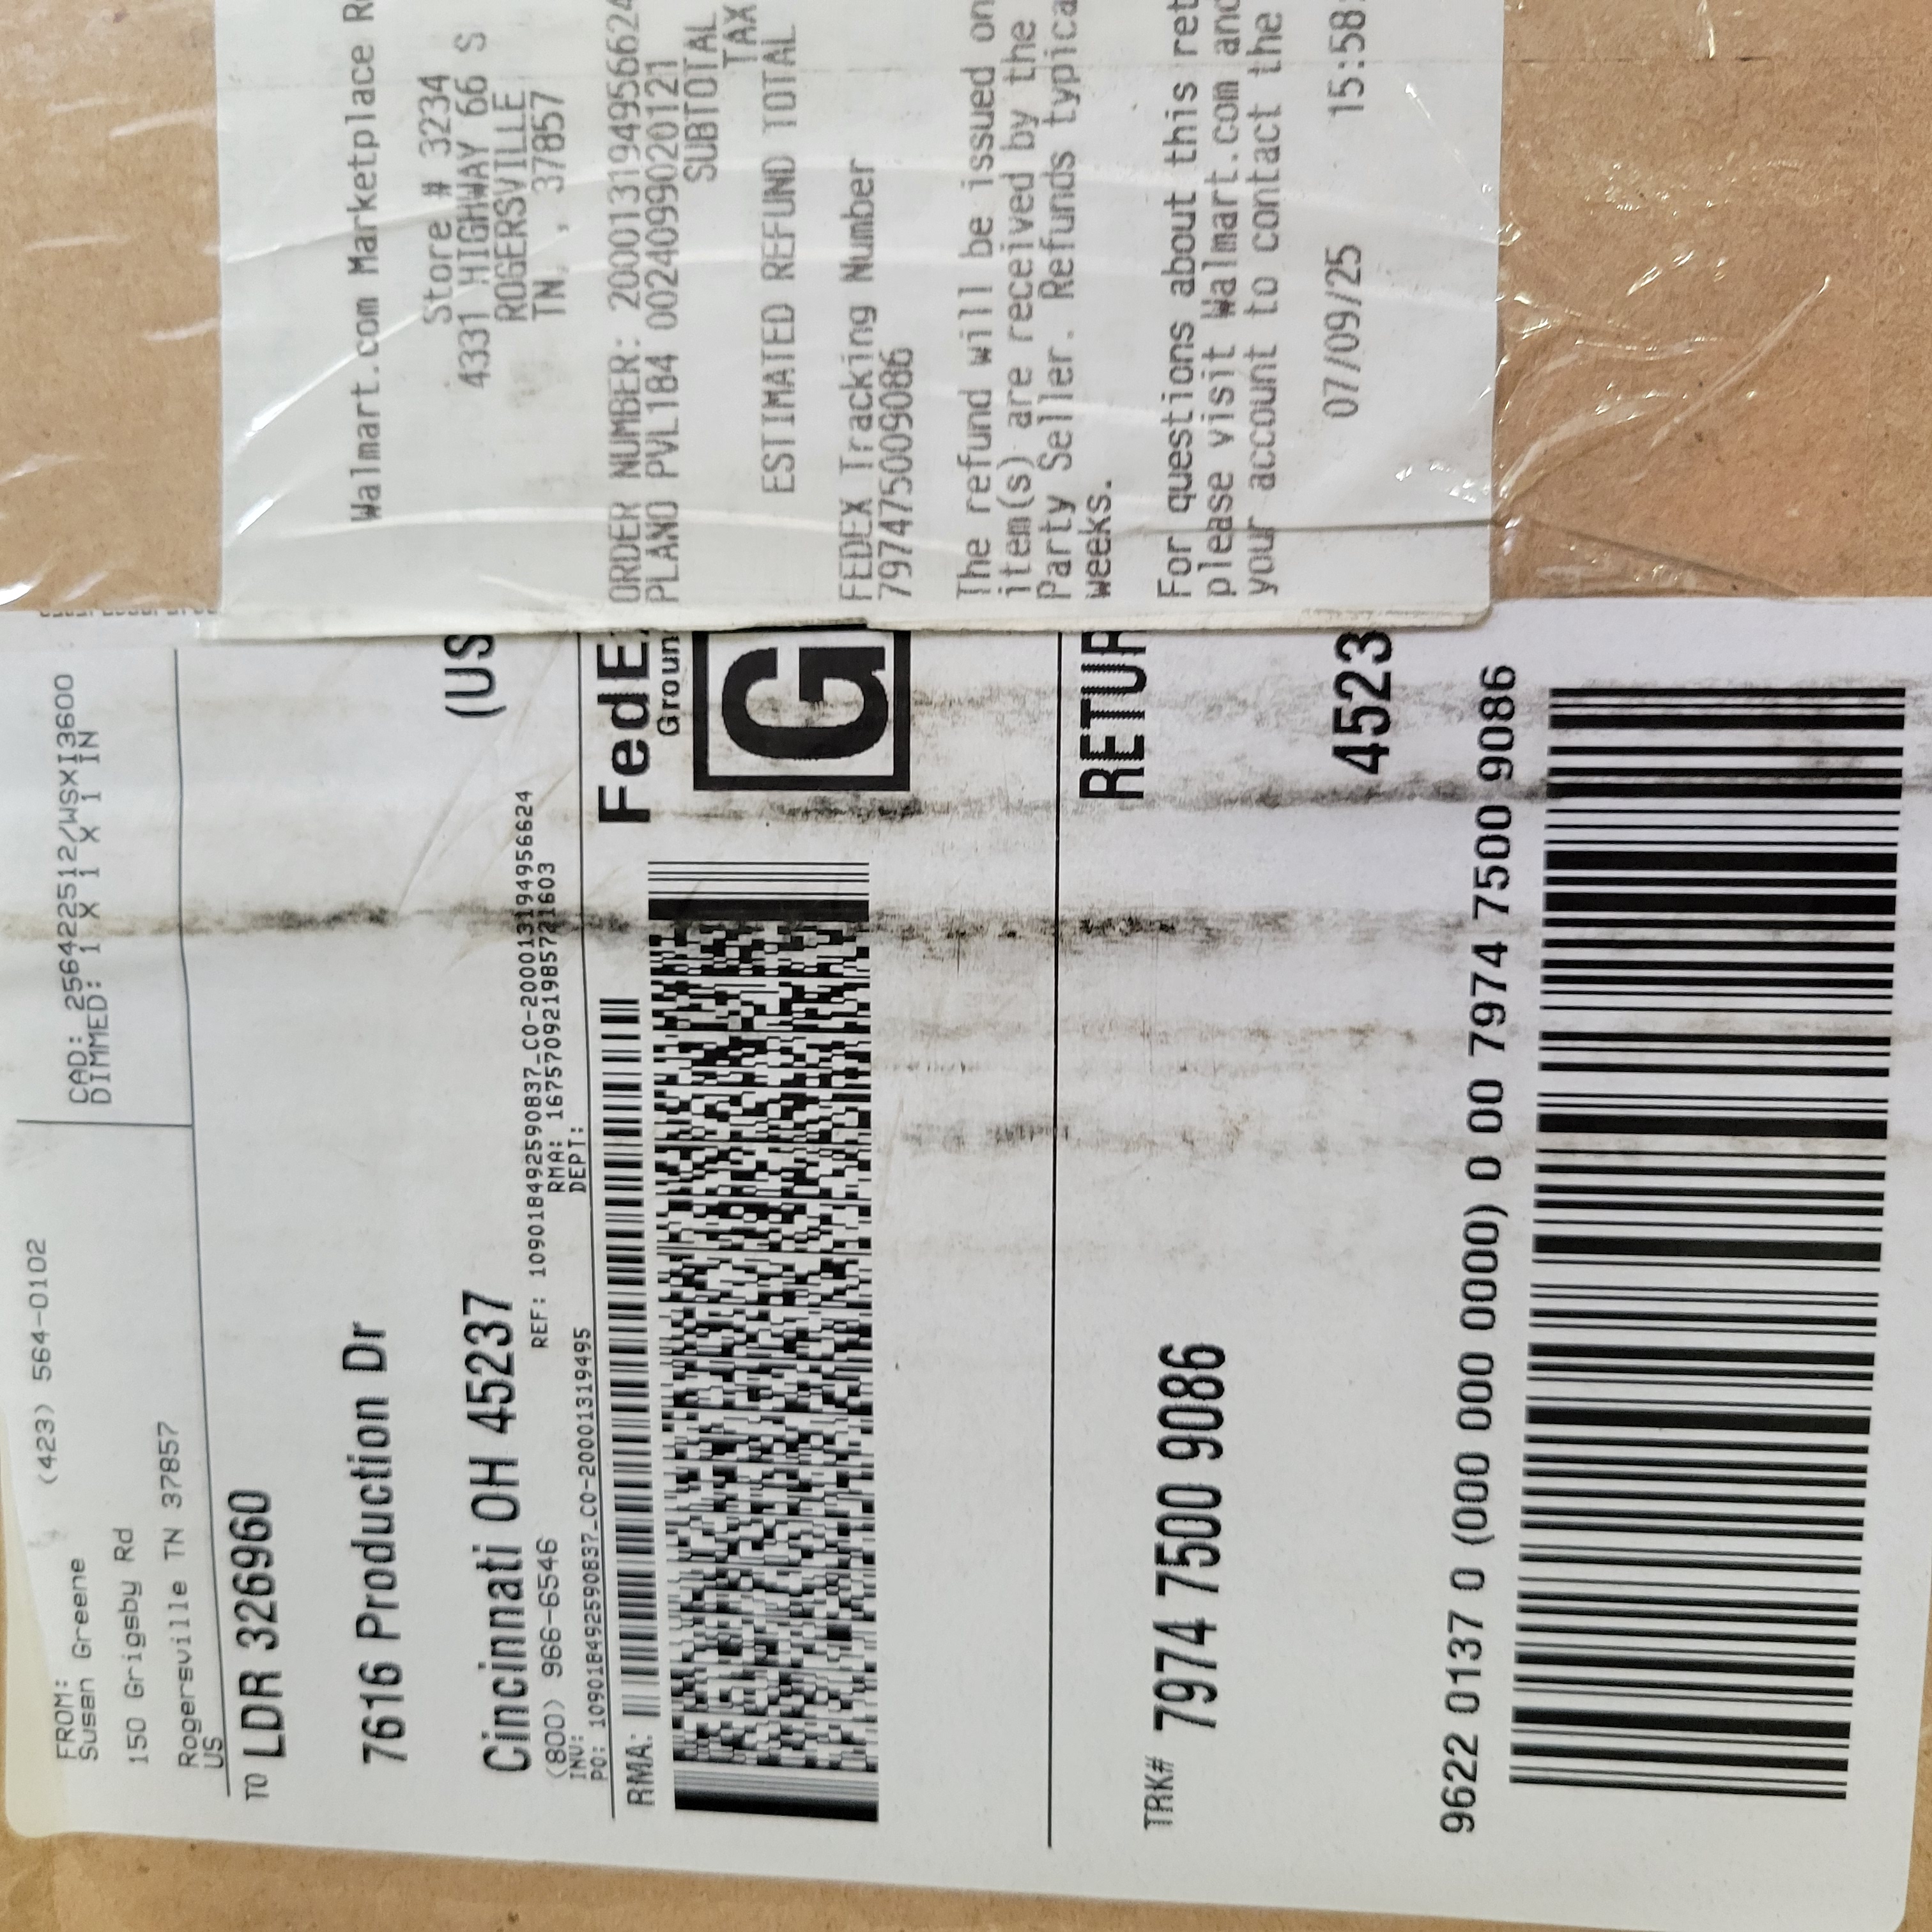 FROM:
(423) 564-0102
Susan Greene
150 Grigsby Rd
Rogersville TN 37857
US
CAD: 256422512/WSXI3600
DIMMED: 1 X 1 X 1 IN
TO LDR 326960
7616 Production Dr
Cincinnati OH 45237
(US
(800) 966-6546
REF: 109018492590837_CO-200013194956624
INV:
RMA: 167570921985721603
PO: 109018492590837_CO-20001319495
DEPT:
RMA:
FedE
Groun
G
RETUR
TRK# 7974 7500 9086
4523
9622 0137 0 (000 000 0000) 0 00 7974 7500 9086
Walmart.com Marketplace R
Store # 3234
4331 HIGHWAY 66 S
ROGERSVILLE
TN, , 37857
ORDER NUMBER: 200013194956624
PLANO PVL184 0024099020121
SUBTOTAL
TAX
ESTIMATED REFUND TOTAL
FEDEX Tracking Number
797475009086
The refund will be issued on
item(s) are received by the
Party Seller. Refunds typica
weeks.
For questions about this ret
please visit Walmart.com and
your account to contact the
07/09/25 15:58: